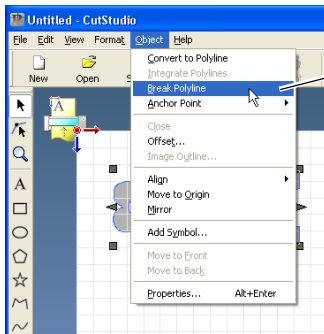 Untitled - CutStudio
File Edit View Format Object Help
New Open
Convert to Polyline
Integrate Polylines
Break Polyline
Anchor Point
Close
Offset...
Image Outline...
Align
Move to Origin
Mirror
Add Symbol...
Move to Front
Move to Back
Properties... Alt+Enter
A
A